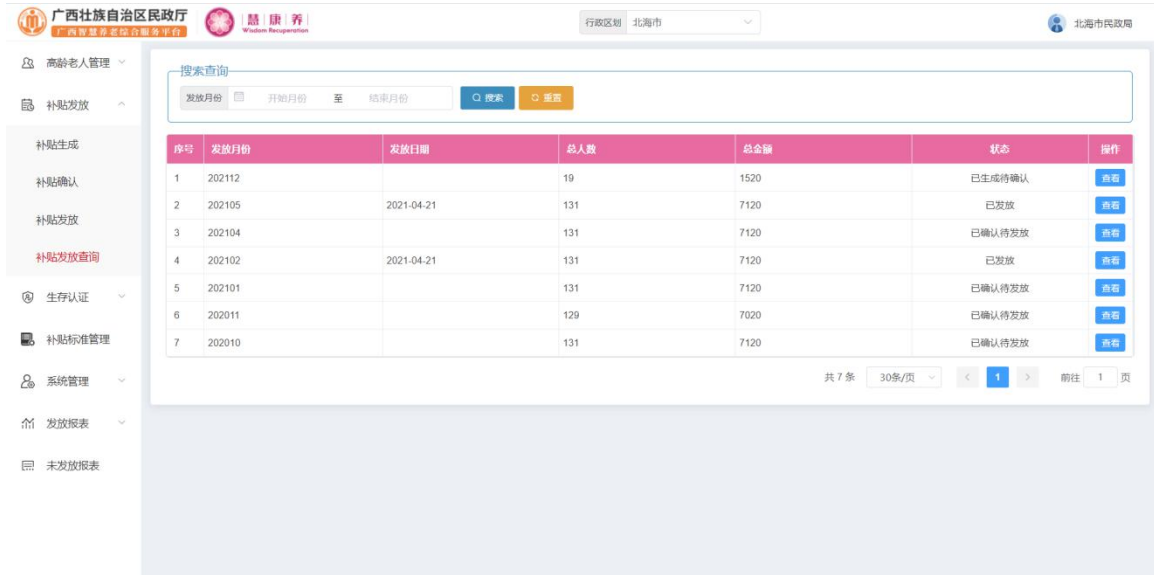 广西壮族自治区民政厅
广西智慧养老综合服务平台
慧 康 养
Wisdom Recuperation
行政区划 北海市
北海市民政局
高龄老人管理
补贴发放
补贴生成
补贴确认
补贴发放
补贴发放查询
生存认证
补贴标准管理
系统管理
发放报表
未发放报表
搜索查询
发放月份 开始月份 至 结束月份 搜索 重置
序号 发放月份 发放日期 总人数 总金额 状态 操作
1 202112 19 1520 已生成待确认 查看
2 202105 2021-04-21 131 7120 已发放 查看
3 202104 131 7120 已确认待发放 查看
4 202102 2021-04-21 131 7120 已发放 查看
5 202101 131 7120 已确认待发放 查看
6 202011 129 7020 已确认待发放 查看
7 202010 131 7120 已确认待发放 查看
共 7 条 30条/页 < 1 > 前往 1 页